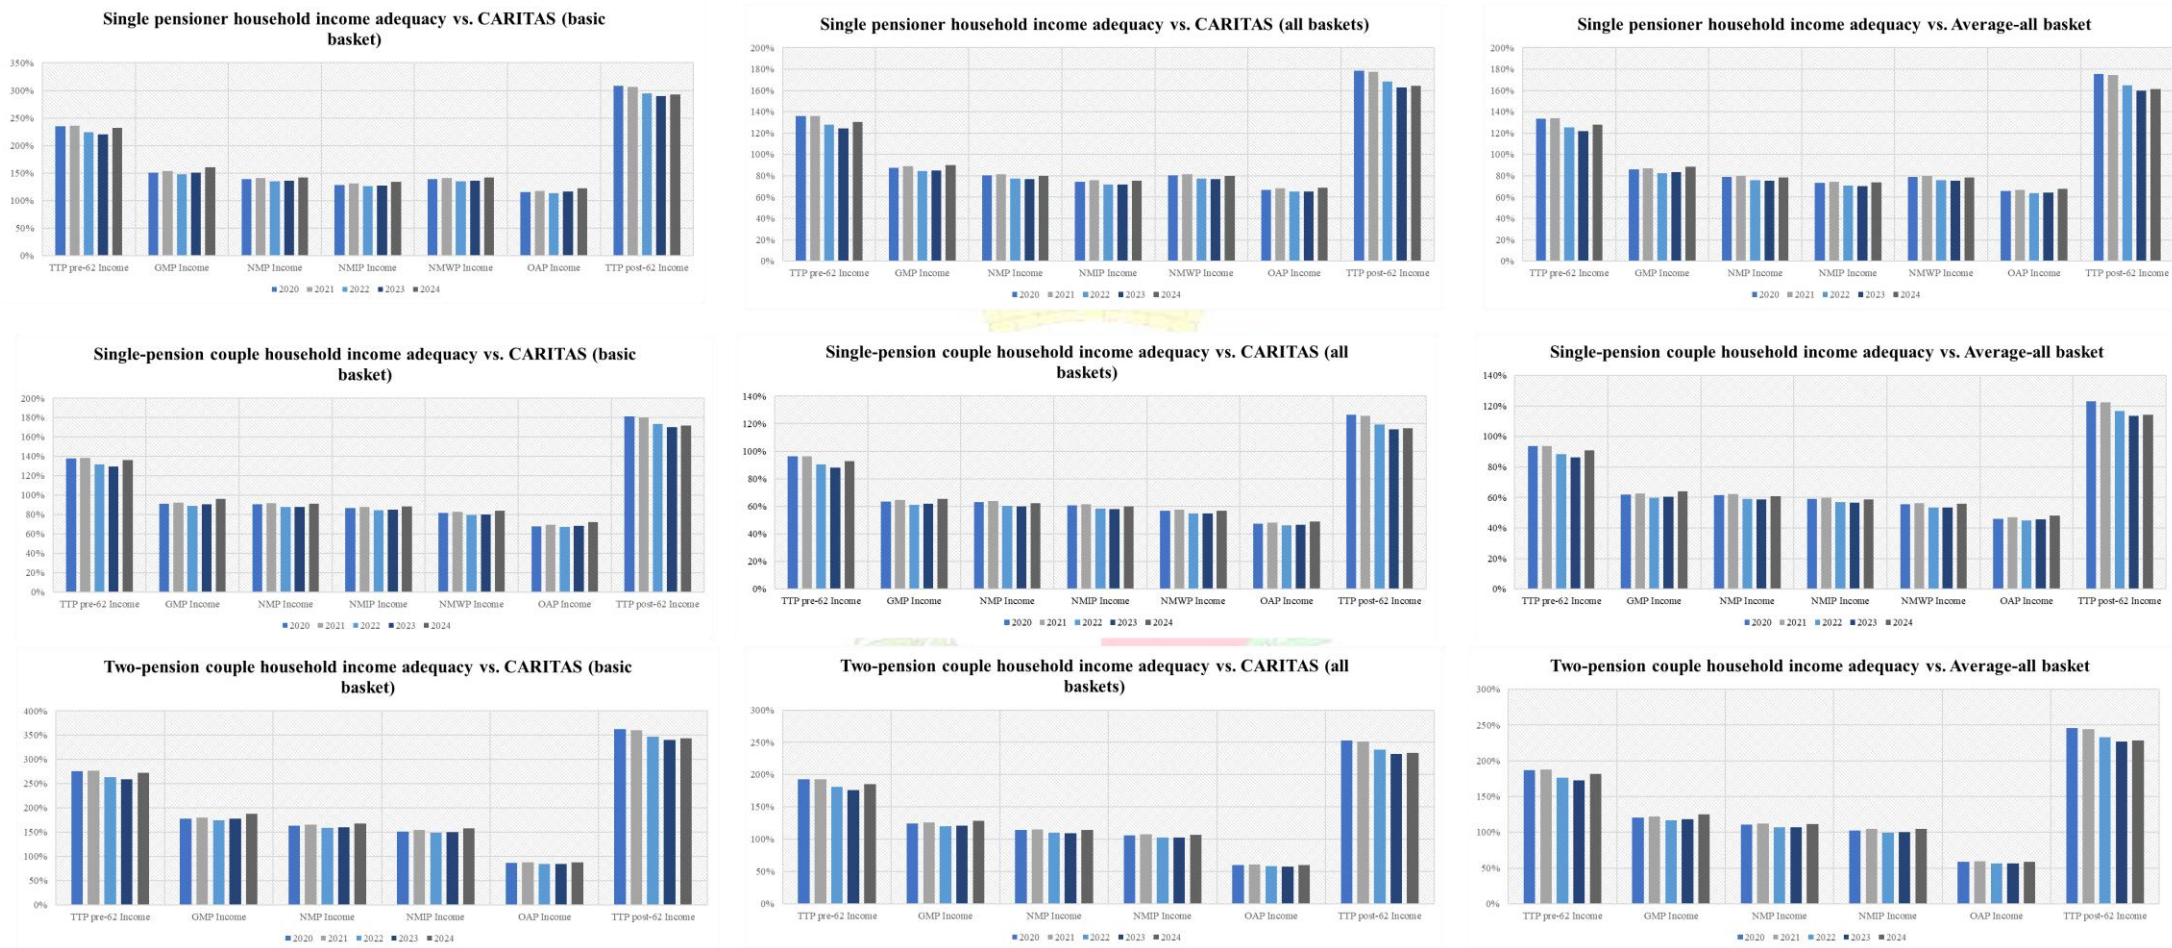 Single pensioner household income adequacy vs. CARITAS (basic
basket)
350%
300%
250%
200%
150%
100%
50%
0%
TTP pre-62 Income GMP Income NMP Income NMIP Income NMWP Income OAP Income TTP post-62 Income
2020 2021 2022 2023 2024
Single pensioner household income adequacy vs. CARITAS (all baskets)
200%
180%
160%
140%
120%
100%
80%
60%
40%
20%
0%
TTP pre-62 Income GMP Income NMP Income NMIP Income NMWP Income OAP Income TTP post-62 Income
2020 2021 2022 2023 2024
Single pensioner household income adequacy vs. Average-all basket
200%
180%
160%
140%
120%
100%
80%
60%
40%
20%
0%
TTP pre-62 Income GMP Income NMP Income NMIP Income NMWP Income OAP Income TTP post-62 Income
2020 2021 2022 2023 2024
Single-pension couple household income adequacy vs. CARITAS (basic
basket)
200%
180%
160%
140%
120%
100%
80%
60%
40%
20%
0%
TTP pre-62 Income GMP Income NMP Income NMIP Income NMWP Income OAP Income TTP post-62 Income
2020 2021 2022 2023 2024
Single-pension couple household income adequacy vs. CARITAS (all
baskets)
140%
120%
100%
80%
60%
40%
20%
0%
TTP pre-62 Income GMP Income NMP Income NMIP Income NMWP Income OAP Income TTP post-62 Income
2020 2021 2022 2023 2024
Single-pension couple household income adequacy vs. Average-all basket
140%
120%
100%
80%
60%
40%
20%
0%
TTP pre-62 Income GMP Income NMP Income NMIP Income NMWP Income OAP Income TTP post-62 Income
2020 2021 2022 2023 2024
Two-pension couple household income adequacy vs. CARITAS (basic
basket)
400%
350%
300%
250%
200%
150%
100%
50%
0%
TTP pre-62 Income GMP Income NMP Income NMIP Income OAP Income TTP post-62 Income
2020 2021 2022 2023 2024
Two-pension couple household income adequacy vs. CARITAS (all
baskets)
300%
250%
200%
150%
100%
50%
0%
TTP pre-62 Income GMP Income NMP Income NMIP Income OAP Income TTP post-62 Income
2020 2021 2022 2023 2024
Two-pension couple household income adequacy vs. Average-all basket
300%
250%
200%
150%
100%
50%
0%
TTP pre-62 Income GMP Income NMP Income NMIP Income OAP Income TTP post-62 Income
2020 2021 2022 2023 2024